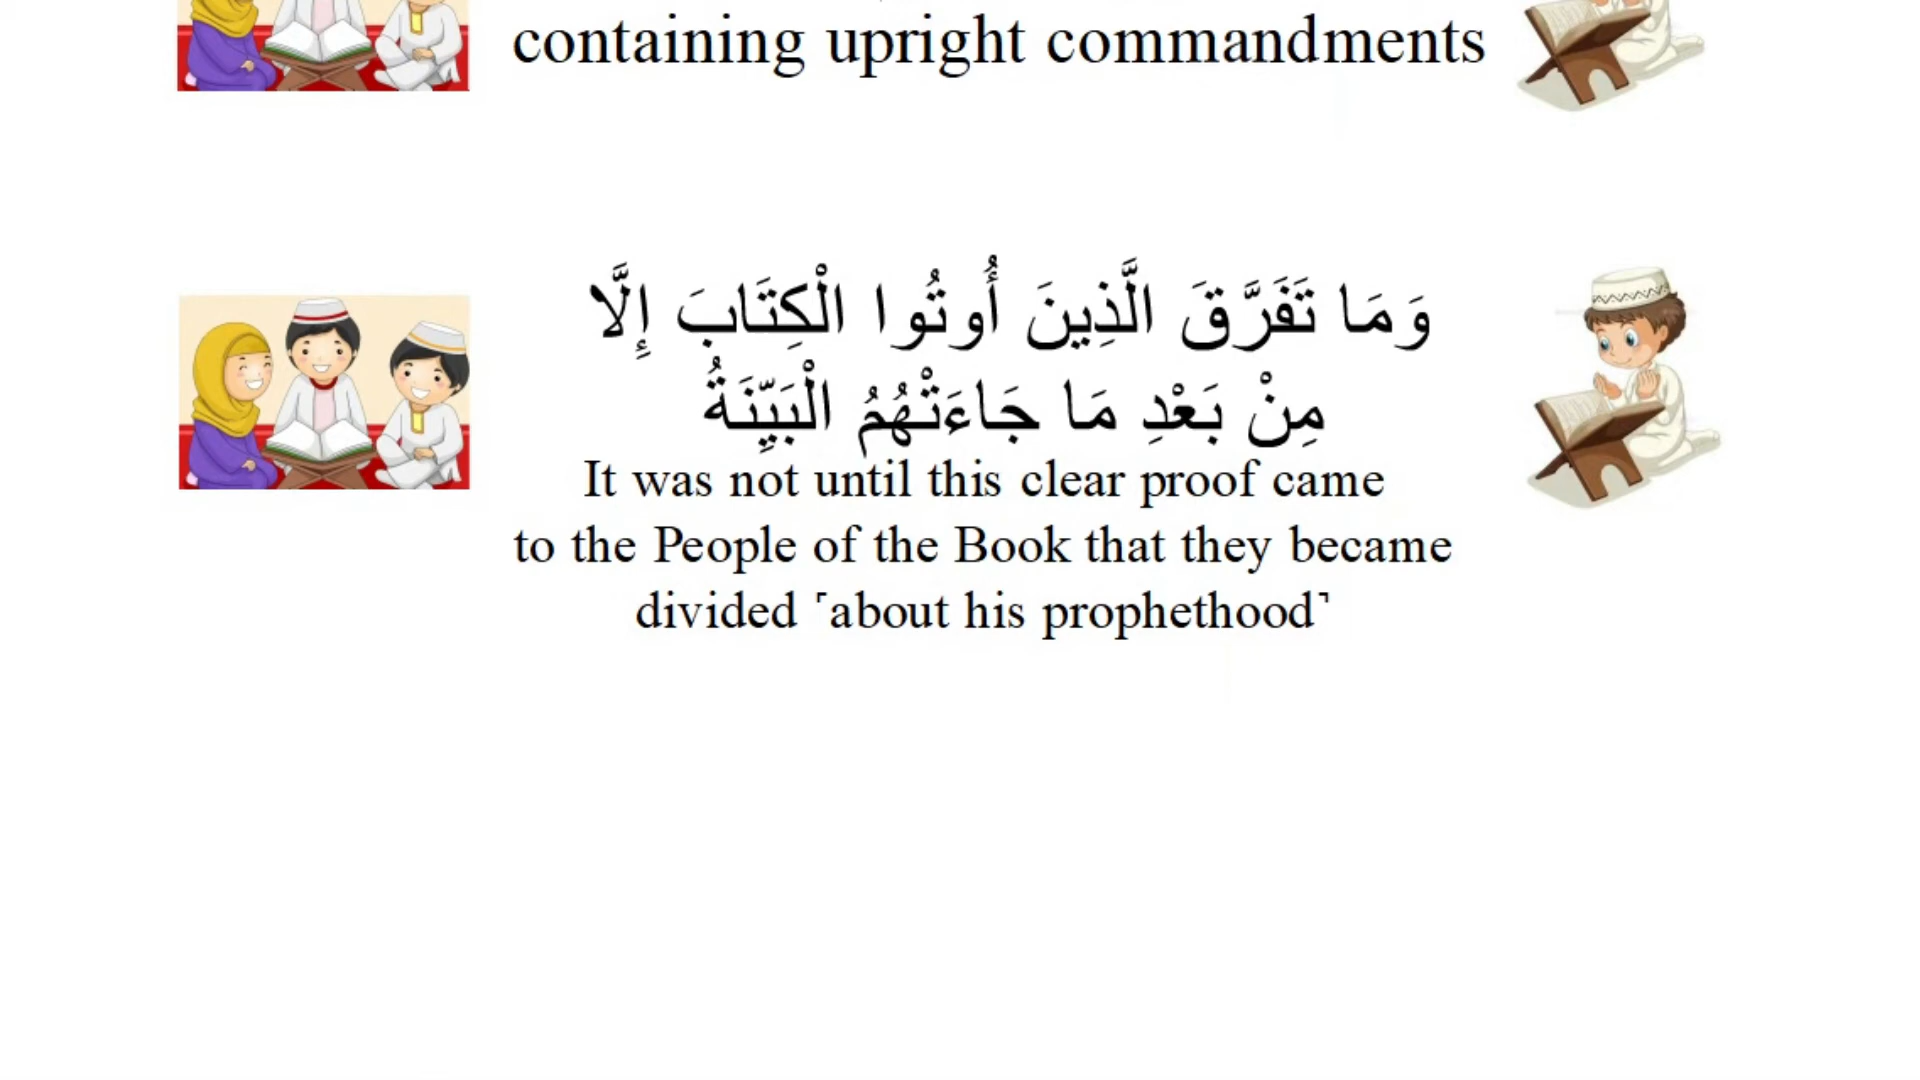 containing upright commandments
وَمَا تَفَرَّقَ الَّذِينَ أُوتُوا الْكِتَابَ إِلَّا
مِنْ بَعْدِ مَا جَاءَتْهُمُ الْبَيِّنَةُ
It was not until this clear proof came
to the People of the Book that they became
divided ˹about his prophethood˺